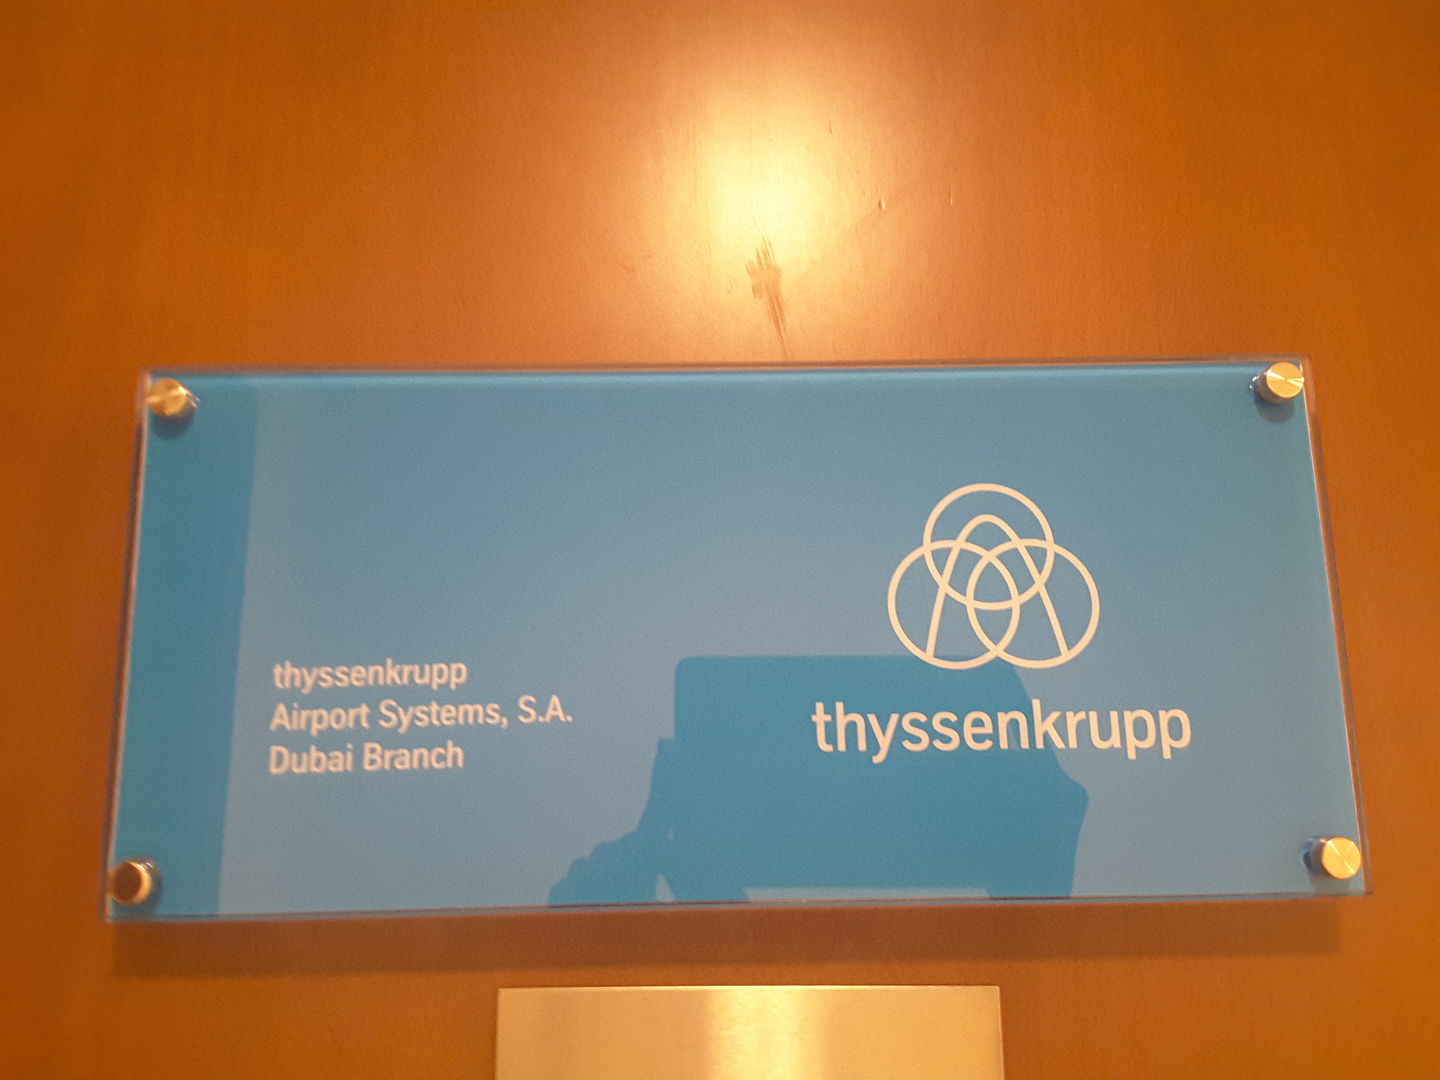 thyssenkrupp
Airport Systems, S.A.
Dubai Branch
thyssenkrupp